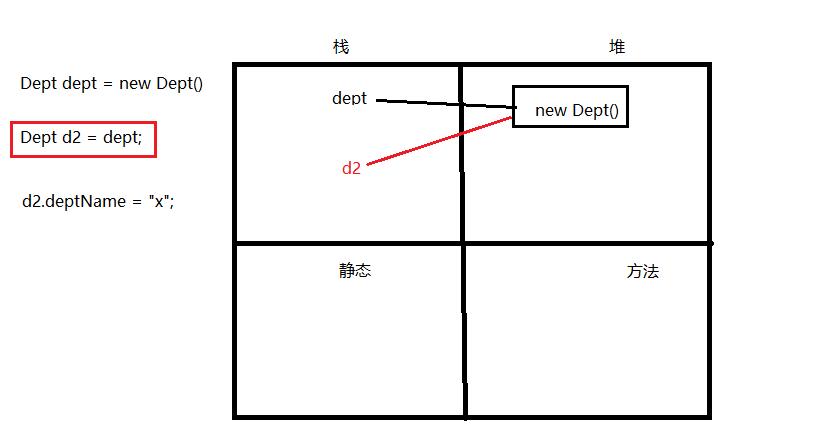 栈
堆
Dept dept = new Dept()
dept
new Dept()
Dept d2 = dept;
d2
d2.deptName = "x";
静态
方法